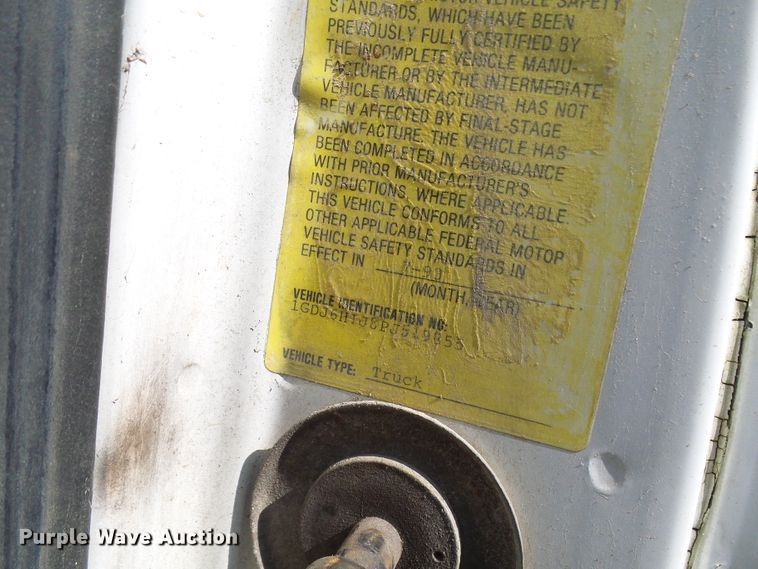 MOTOR VEHICLE SAFETY
STANDARDS, WHICH HAVE BEEN
PREVIOUSLY FULLY CERTIFIED BY
THE INCOMPLETE VEHICLE MANU-
FACTURER OR BY THE INTERMEDIATE
VEHICLE MANUFACTURER, HAS NOT
BEEN AFFECTED BY FINAL-STAGE
MANUFACTURE. THE VEHICLE HAS
BEEN COMPLETED IN ACCORDANCE
WITH PRIOR MANUFACTURER'S
INSTRUCTIONS. WHERE APPLICABLE,
THIS VEHICLE CONFORMS TO ALL
OTHER APPLICABLE FEDERAL MOTOR
VEHICLE SAFETY STANDARDS IN
EFFECT IN
(MONTH, YEAR)
VEHICLE IDENTIFICATION NO:
VEHICLE TYPE: Truck
Purple Wave Auction